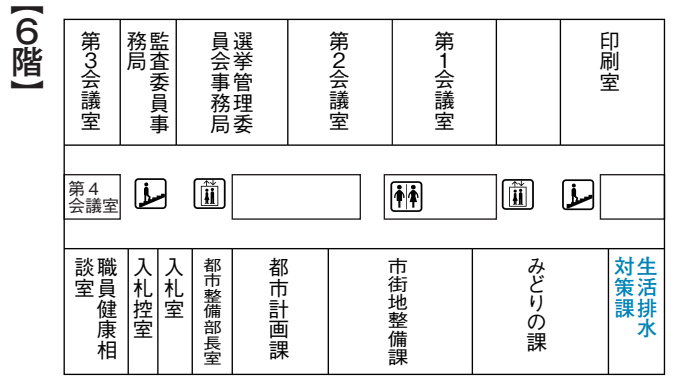 【6階】
第3会議室
監査委員事
務局
選挙管理委
員会事務局
第2会議室
第1会議室
印刷室
第4
会議室
職員健康相
談室
入札控室
入札室
都市整備部長室
都市計画課
市街地整備課
みどりの課
生活排水
対策課